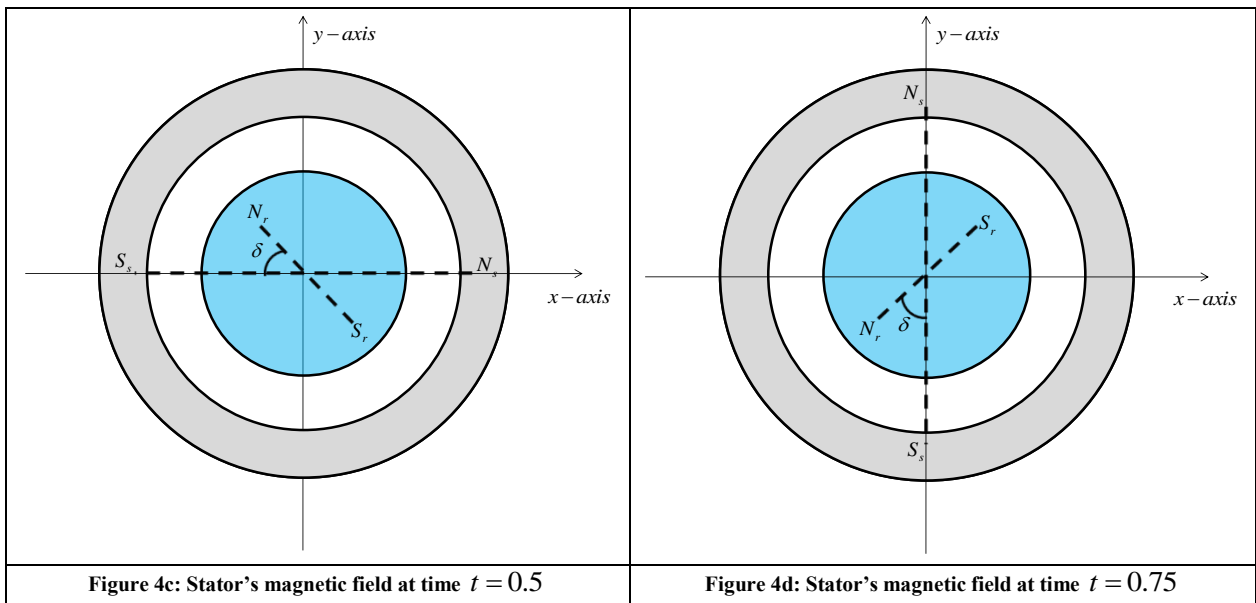 y – axis
N_r
δ
S_s
N_s
x – axis
S_r
Figure 4c: Stator's magnetic field at time t = 0.5
y – axis
N_s
S_r
x – axis
N_r
δ
S_s
Figure 4d: Stator's magnetic field at time t = 0.75